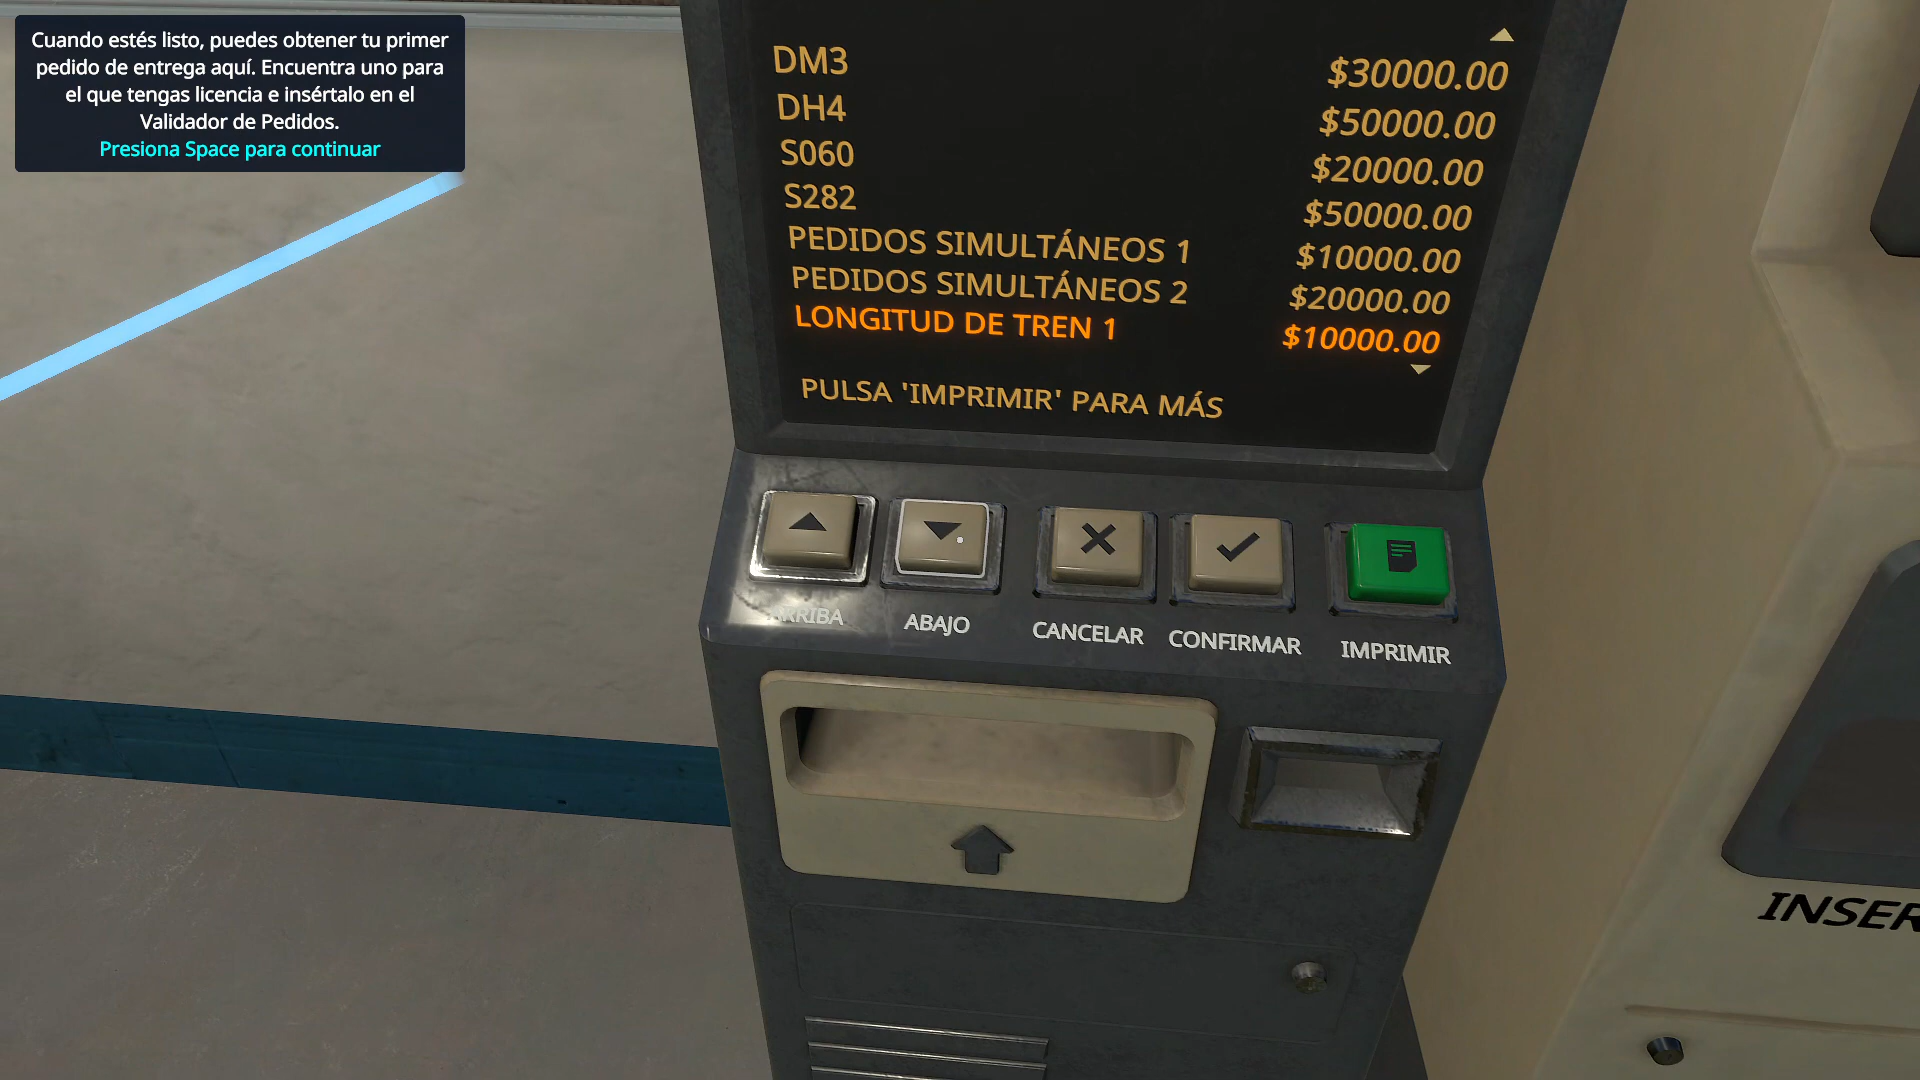 Cuando estés listo, puedes obtener tu primer
pedido de entrega aquí. Encuentra uno para
el que tengas licencia e insértalo en el
Validador de Pedidos.
Presiona Space para continuar
DM3 $30000.00
DH4 $50000.00
S060 $20000.00
S282 $50000.00
PEDIDOS SIMULTÁNEOS 1 $10000.00
PEDIDOS SIMULTÁNEOS 2 $20000.00
LONGITUD DE TREN 1 $10000.00
PULSA 'IMPRIMIR' PARA MÁS
ARRIBA
ABAJO
CANCELAR
CONFIRMAR
IMPRIMIR